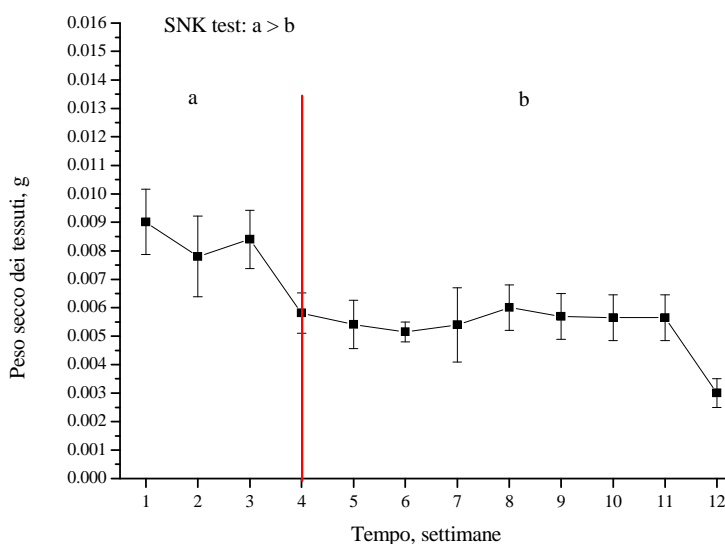 SNK test: a > b
a
b
0.016
0.015
0.014
0.013
0.012
0.011
0.010
0.009
0.008
0.007
0.006
0.005
0.004
0.003
0.002
0.001
0.000
Peso secco dei tessuti, g
1 2 3 4 5 6 7 8 9 10 11 12
Tempo, settimane